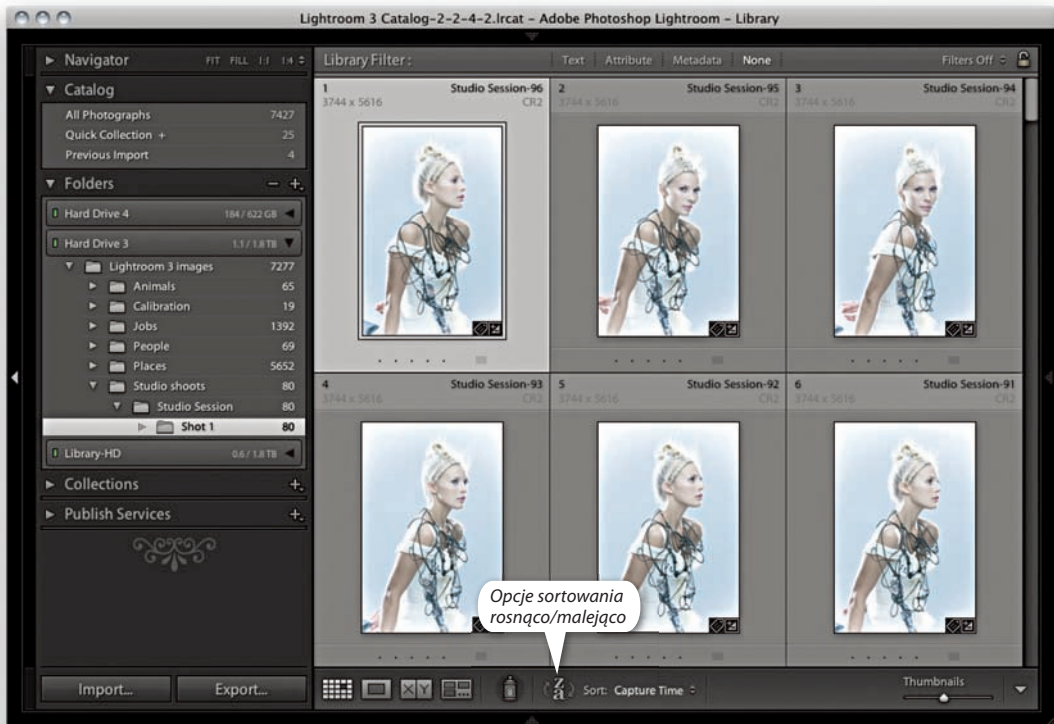 Lightroom 3 Catalog-2-2-4-2.lrcat – Adobe Photoshop Lightroom – Library
Navigator FIT FILL 1:1 1:4
Catalog
All Photographs 7427
Quick Collection + 25
Previous Import 4
Folders − +
Hard Drive 4 184 / 622 GB
Hard Drive 3 1.1 / 1.8 TB
Lightroom 3 images 7277
Animals 65
Calibration 19
Jobs 1392
People 69
Places 5652
Studio shoots 80
Studio Session 80
Shot 1 80
Library-HD 0.6 / 1.8 TB
Collections +
Publish Services +
Import... Export...
Library Filter : Text Attribute Metadata None Filters Off
1 Studio Session-96
3744 x 5616 CR2
2 Studio Session-95
3744 x 5616 CR2
3 Studio Session-94
3744 x 5616 CR2
4 Studio Session-93
3744 x 5616 CR2
5 Studio Session-92
3744 x 5616 CR2
6 Studio Session-91
3744 x 5616 CR2
Opcje sortowania
rosnąco/malejąco
X Y
z
a
Sort: Capture Time
Thumbnails